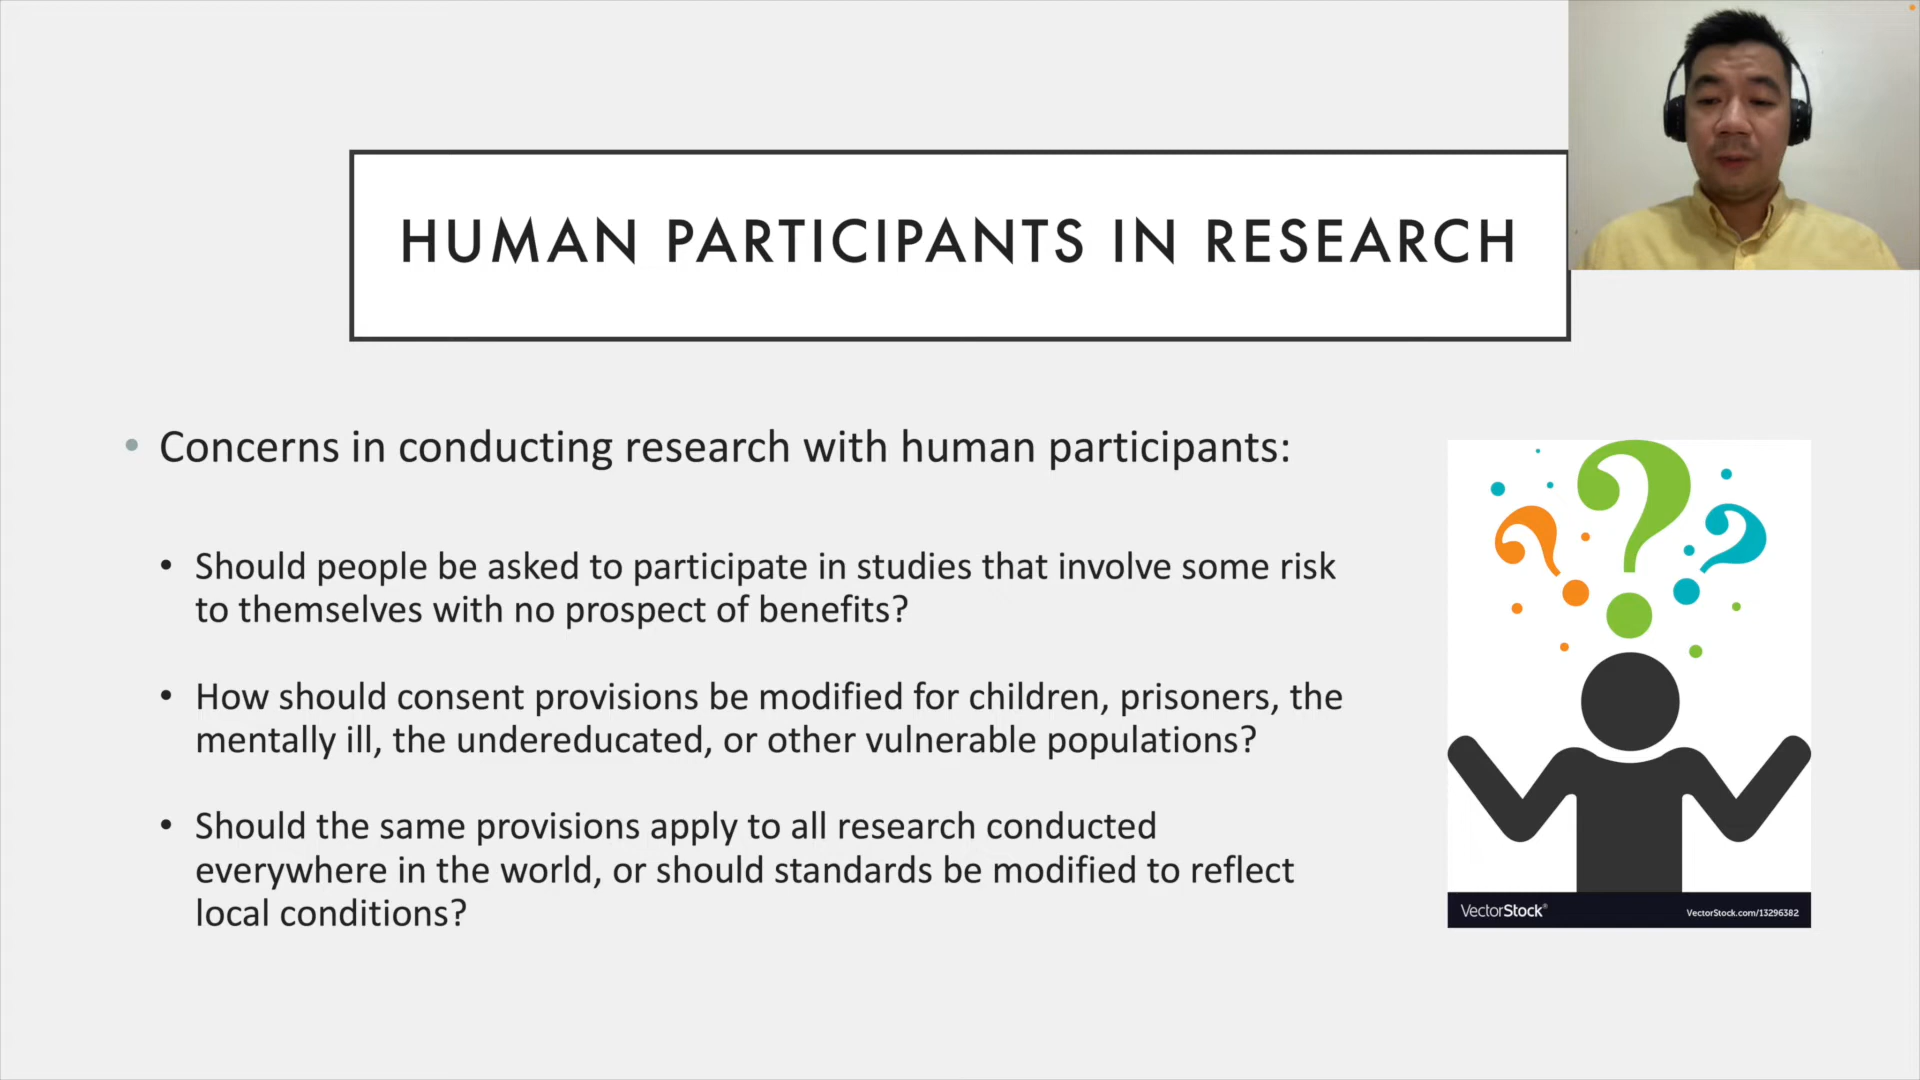 HUMAN PARTICIPANTS IN RESEARCH
• Concerns in conducting research with human participants:
• Should people be asked to participate in studies that involve some risk
to themselves with no prospect of benefits?
• How should consent provisions be modified for children, prisoners, the
mentally ill, the undereducated, or other vulnerable populations?
• Should the same provisions apply to all research conducted
everywhere in the world, or should standards be modified to reflect
local conditions?
VectorStock®
VectorStock.com/13296382